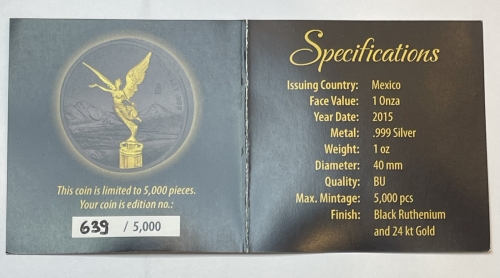 This coin is limited to 5,000 pieces.
Your coin is edition no.:
639 / 5,000
Specifications
Issuing Country: Mexico
Face Value: 1 Onza
Year Date: 2015
Metal: .999 Silver
Weight: 1 oz
Diameter: 40 mm
Quality: BU
Max. Mintage: 5,000 pcs
Finish: Black Ruthenium
and 24 kt Gold